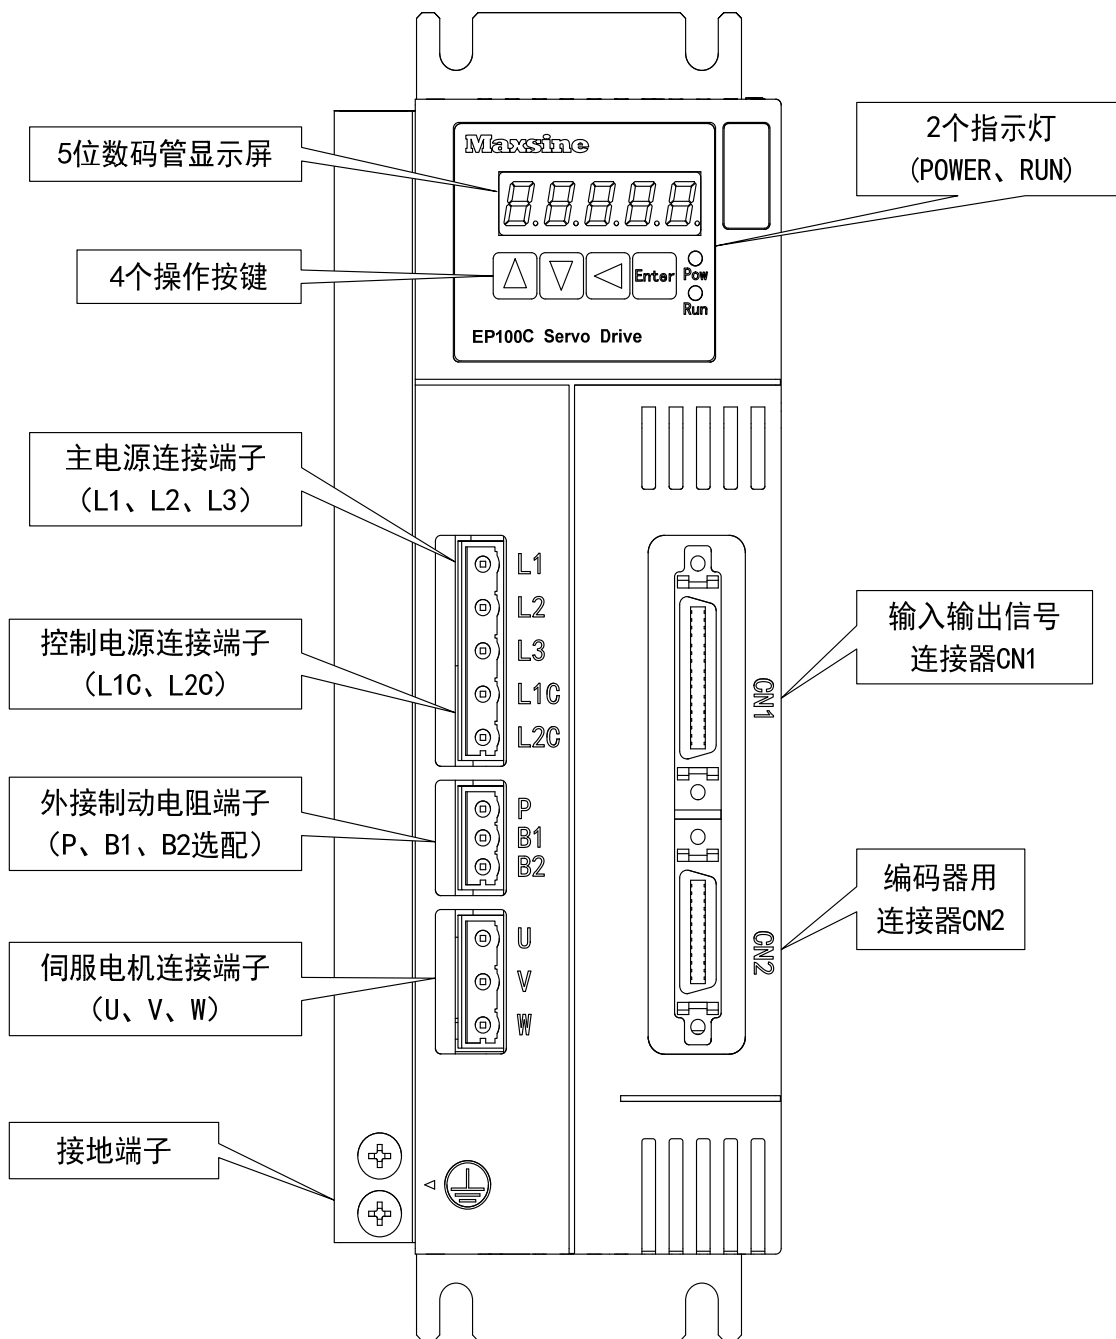 5位数码管显示屏
4个操作按键
2个指示灯
(POWER、RUN)
Maxsine
8.8.8.8.8.
Enter
Pow
Run
EP100C Servo Drive
主电源连接端子
（L1、L2、L3）
控制电源连接端子
（L1C、L2C）
外接制动电阻端子
（P、B1、B2选配）
伺服电机连接端子
（U、V、W）
接地端子
L1
L2
L3
L1C
L2C
P
B1
B2
U
V
W
CN1
CN2
输入输出信号
连接器CN1
编码器用
连接器CN2